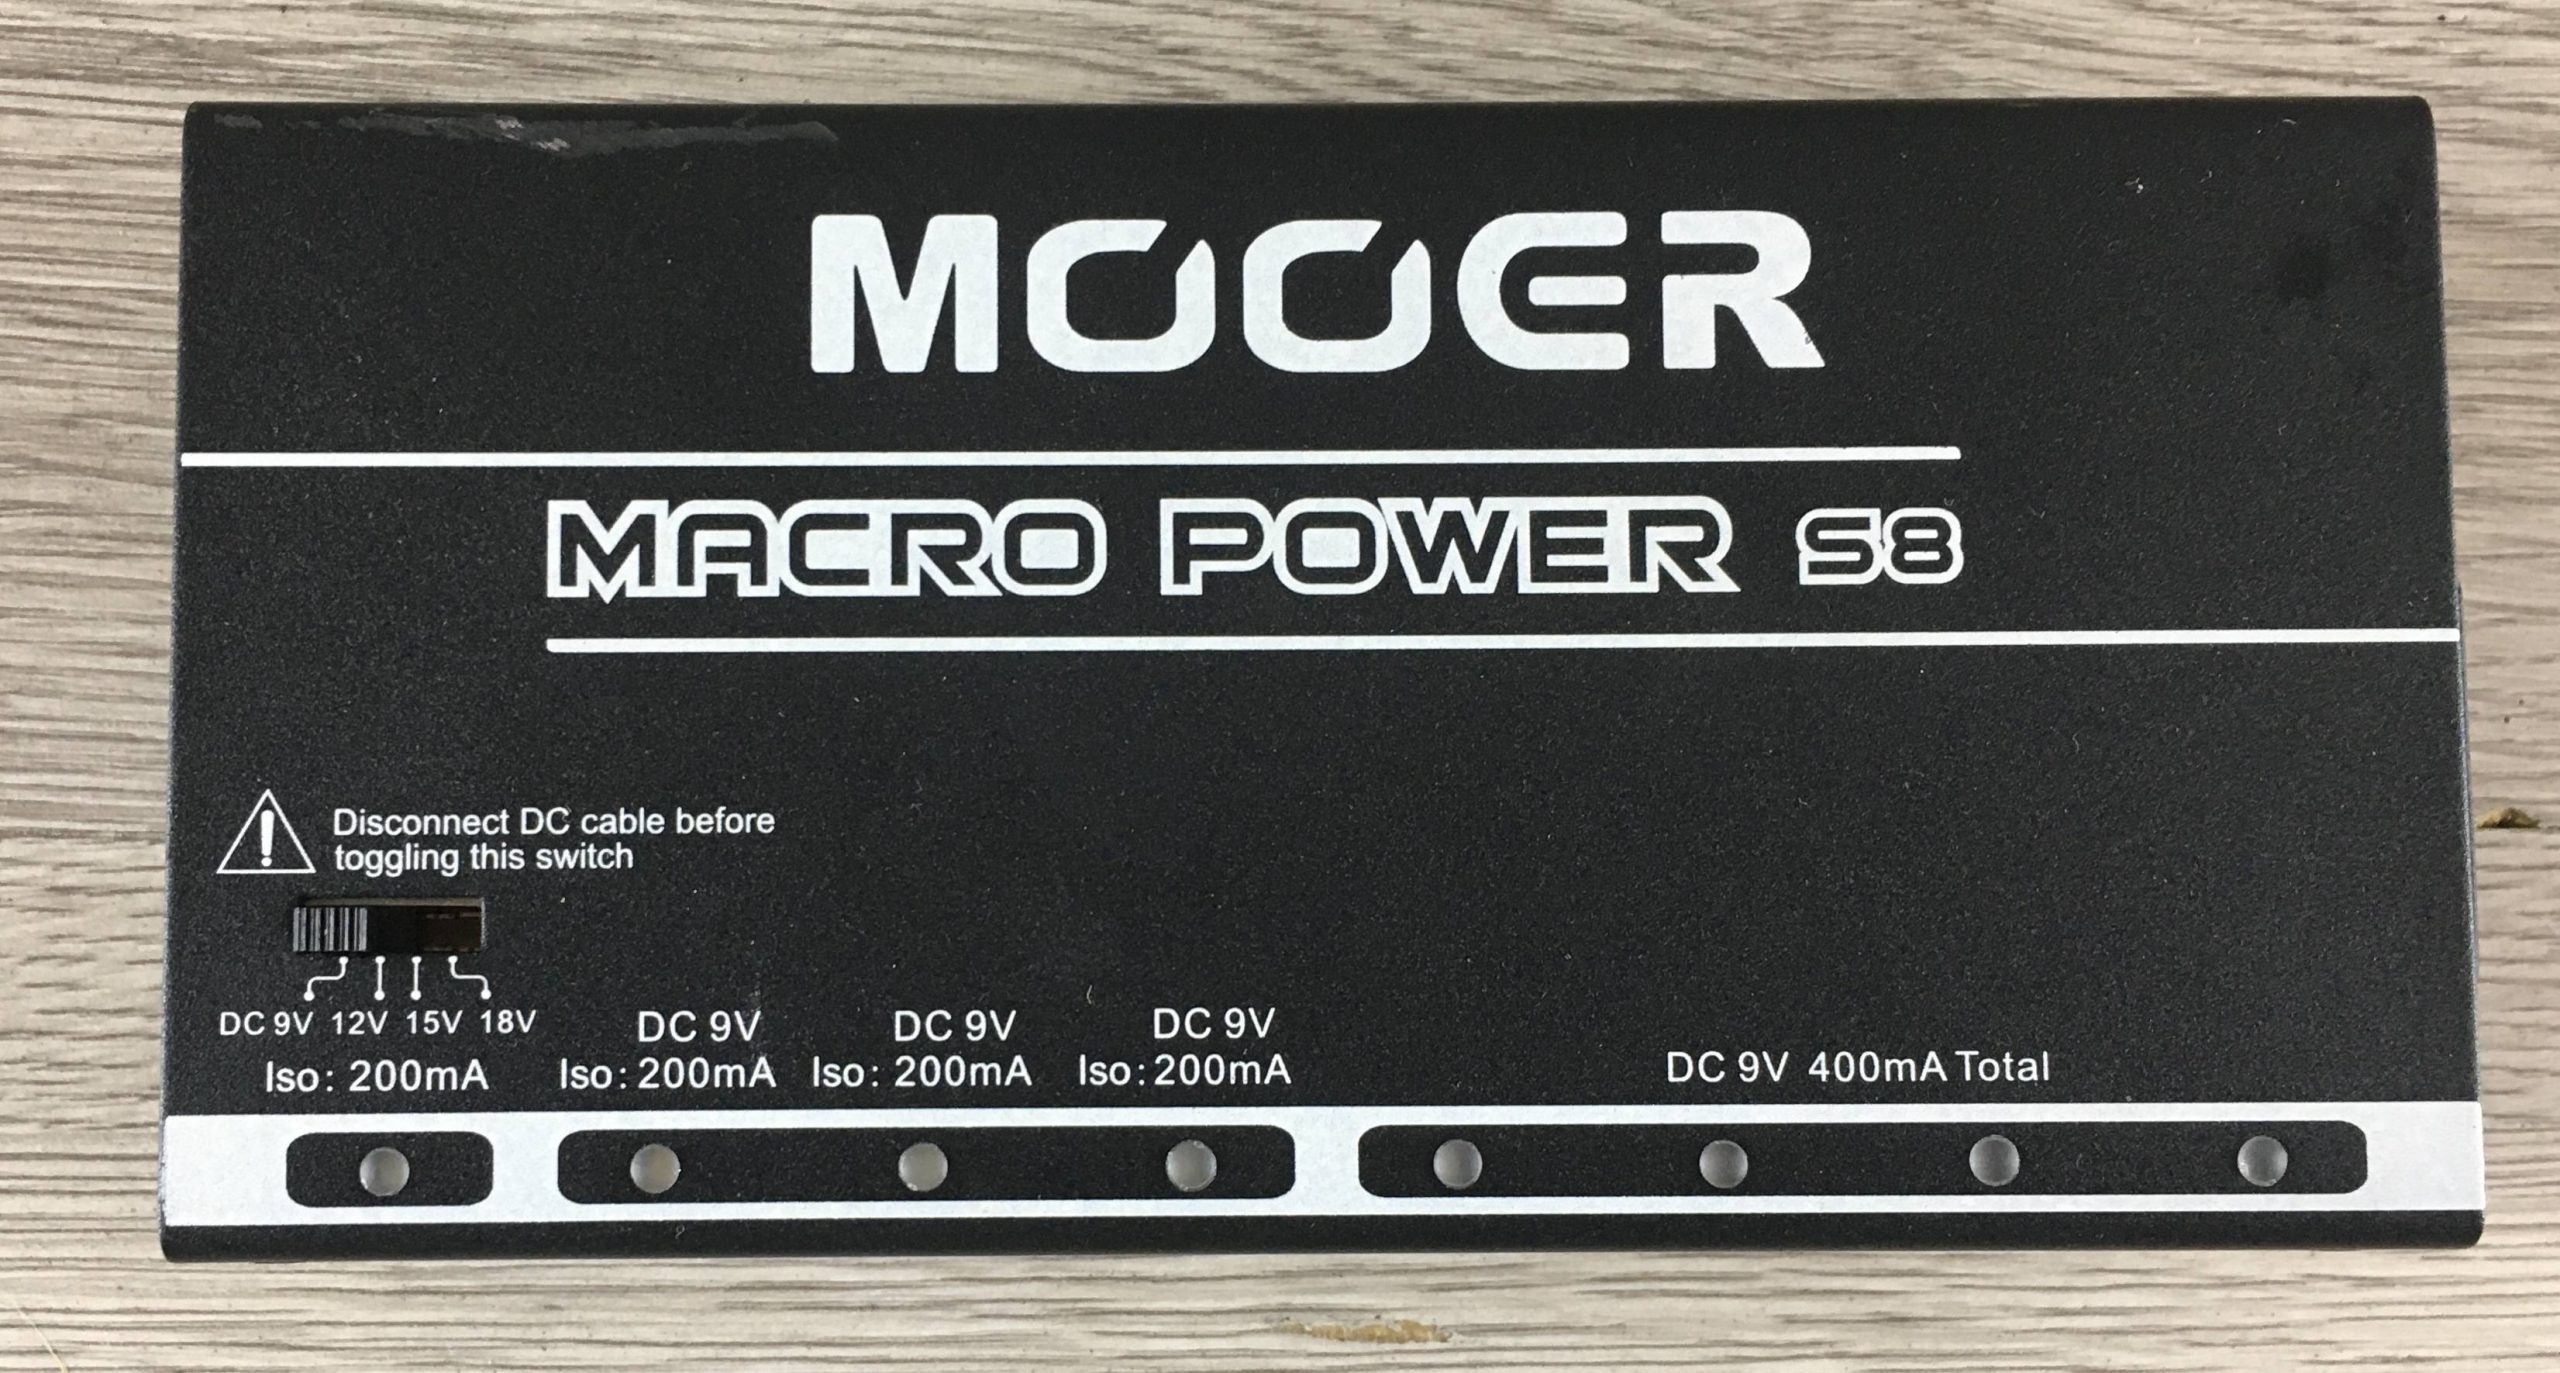 MOOER
MACRO POWER S8
Disconnect DC cable before
toggling this switch
DC 9V 12V 15V 18V
Iso: 200mA
DC 9V
Iso: 200mA
DC 9V
Iso: 200mA
DC 9V
Iso: 200mA
DC 9V 400mA Total